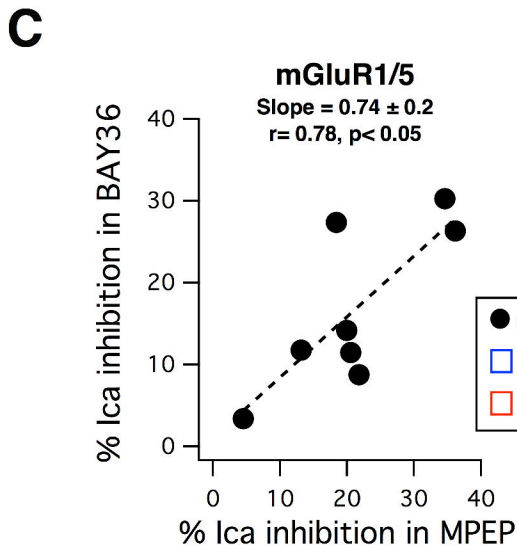 C
mGluR1/5
Slope = 0.74 ± 0.2
r= 0.78, p< 0.05
% Ica inhibition in BAY36
40
30
20
10
0
0 10 20 30 40
% Ica inhibition in MPEP